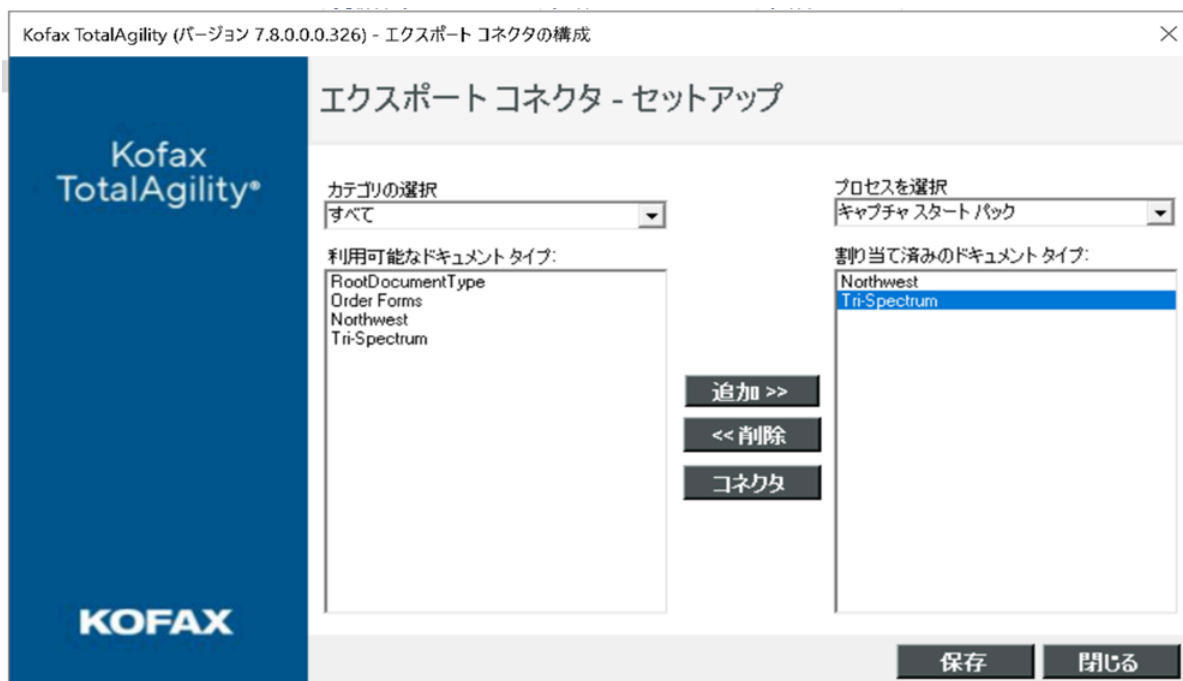 Kofax TotalAgility (バージョン 7.8.0.0.0.326) - エクスポート コネクタの構成
エクスポート コネクタ - セットアップ
Kofax
TotalAgility®
カテゴリの選択
すべて
利用可能なドキュメント タイプ:
RootDocumentType
Order Forms
Northwest
Tri-Spectrum
追加 >>
<< 削除
コネクタ
プロセスを選択
キャプチャ スタート パック
割り当て済みのドキュメント タイプ:
Northwest
Tri-Spectrum
KOFAX
保存
閉じる